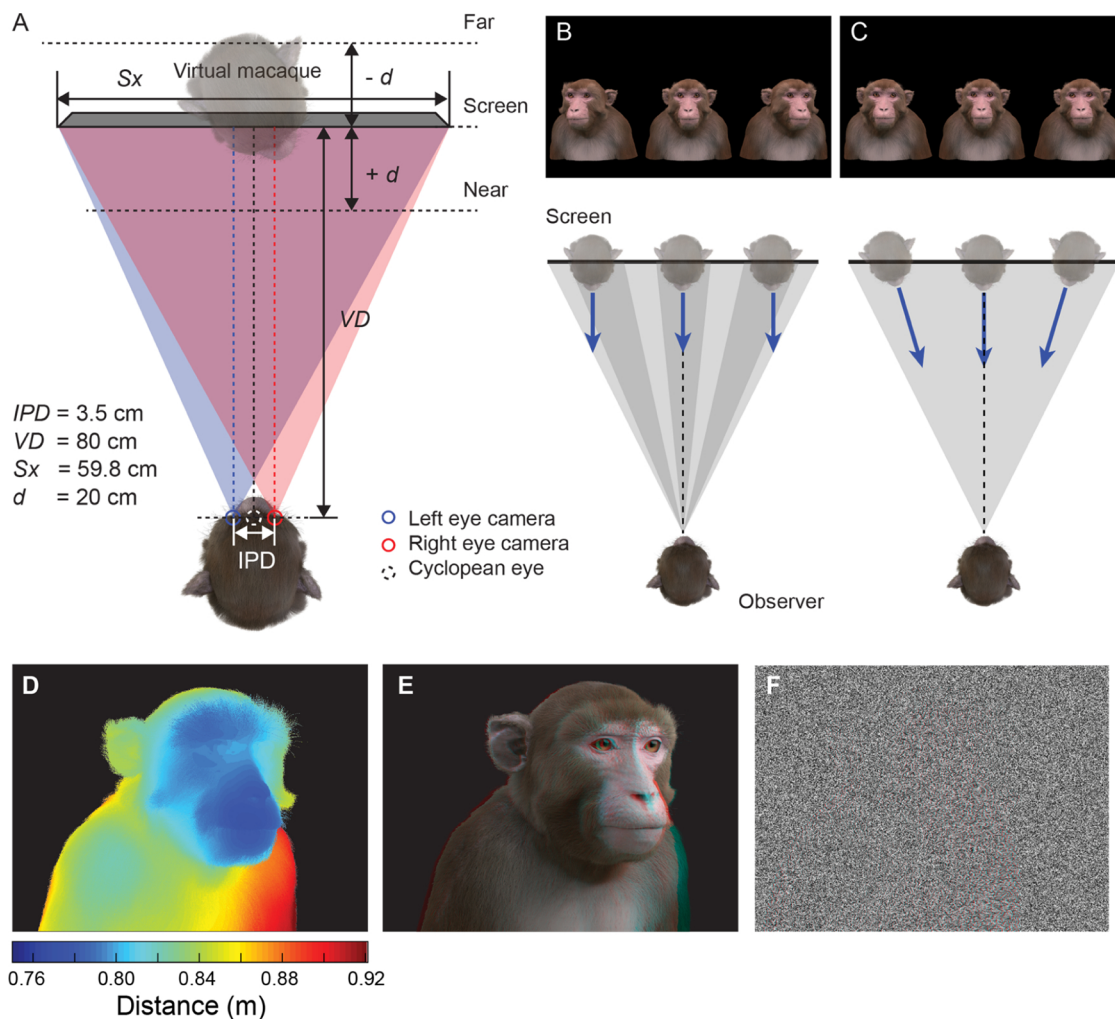 A
Far
Virtual macaque
- d
Sx
Screen
+ d
Near
VD
IPD = 3.5 cm
VD = 80 cm
Sx = 59.8 cm
d = 20 cm
IPD
Left eye camera
Right eye camera
Cyclopean eye
B
C
Screen
Observer
D
E
F
0.76 0.80 0.84 0.88 0.92
Distance (m)